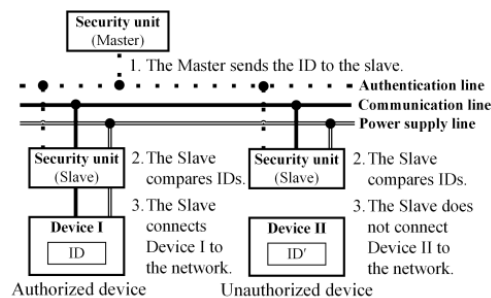 Security unit
(Master)
1. The Master sends the ID to the slave.
Authentication line
Communication line
Power supply line
Security unit
(Slave)
2. The Slave
compares IDs.
3. The Slave
connects
Device I to
the network.
Device I
ID
Authorized device
Security unit
(Slave)
2. The Slave
compares IDs.
3. The Slave does
not connect
Device II to
the network.
Device II
ID'
Unauthorized device